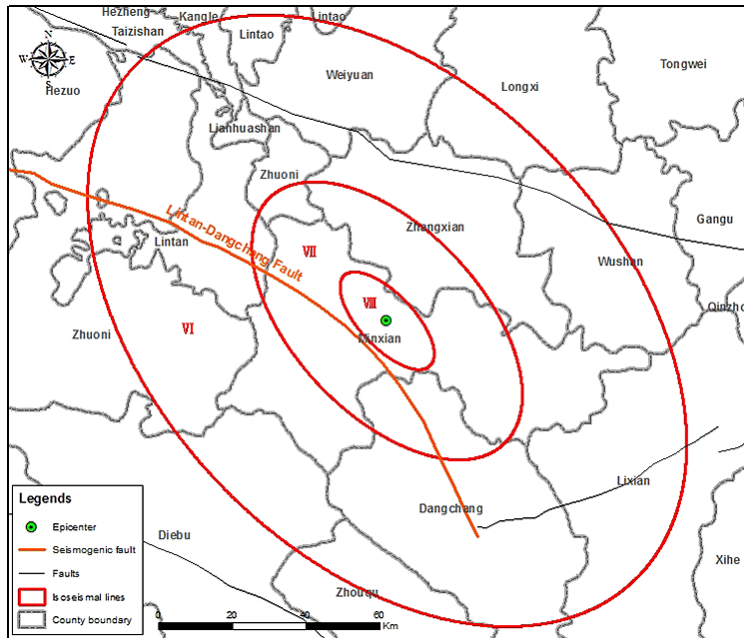 Hezheng
Kangle
Lintao
Taizishan
Lintao
N
W
E
S
Weiyuan
Tongwei
Longxi
Hezuo
Lianhuashan
Zhuoni
Zhangxian
Gangu
Lintan-Dangchang Fault
Lintan
VII
Wushan
VIII
Qinzho
VI
Zhuoni
Minxian
Lixian
Dangchang
Diebu
Xihe
Zhouqu
Legends
Epicenter
Seismogenic fault
Faults
Isoseismal lines
County boundary
0 20 40 60
Km